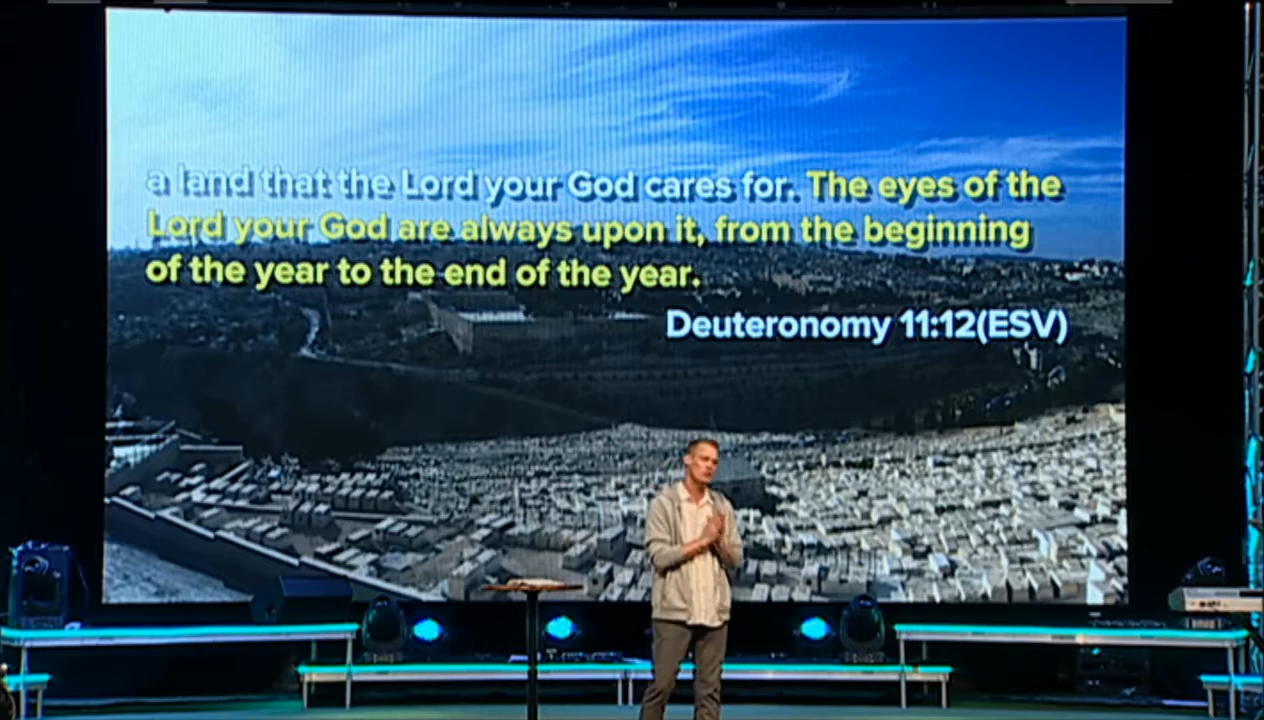 a land that the Lord your God cares for. The eyes of the
Lord your God are always upon it, from the beginning
of the year to the end of the year.
Deuteronomy 11:12(ESV)